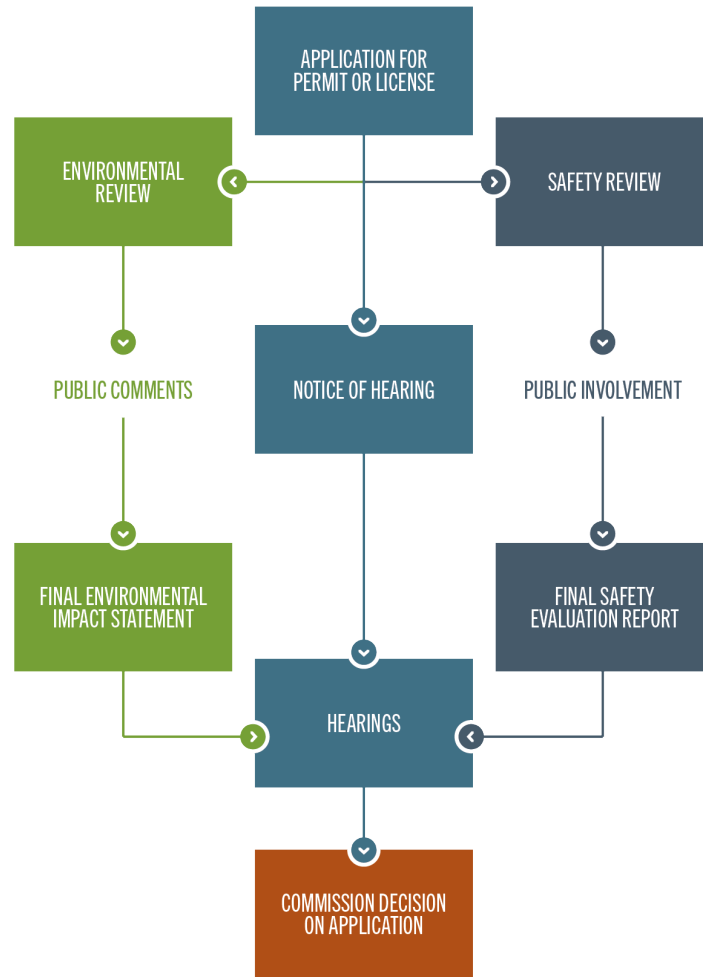 APPLICATION FOR
PERMIT OR LICENSE
ENVIRONMENTAL
REVIEW
SAFETY REVIEW
PUBLIC COMMENTS
NOTICE OF HEARING
PUBLIC INVOLVEMENT
FINAL ENVIRONMENTAL
IMPACT STATEMENT
FINAL SAFETY
EVALUATION REPORT
HEARINGS
COMMISSION DECISION
ON APPLICATION